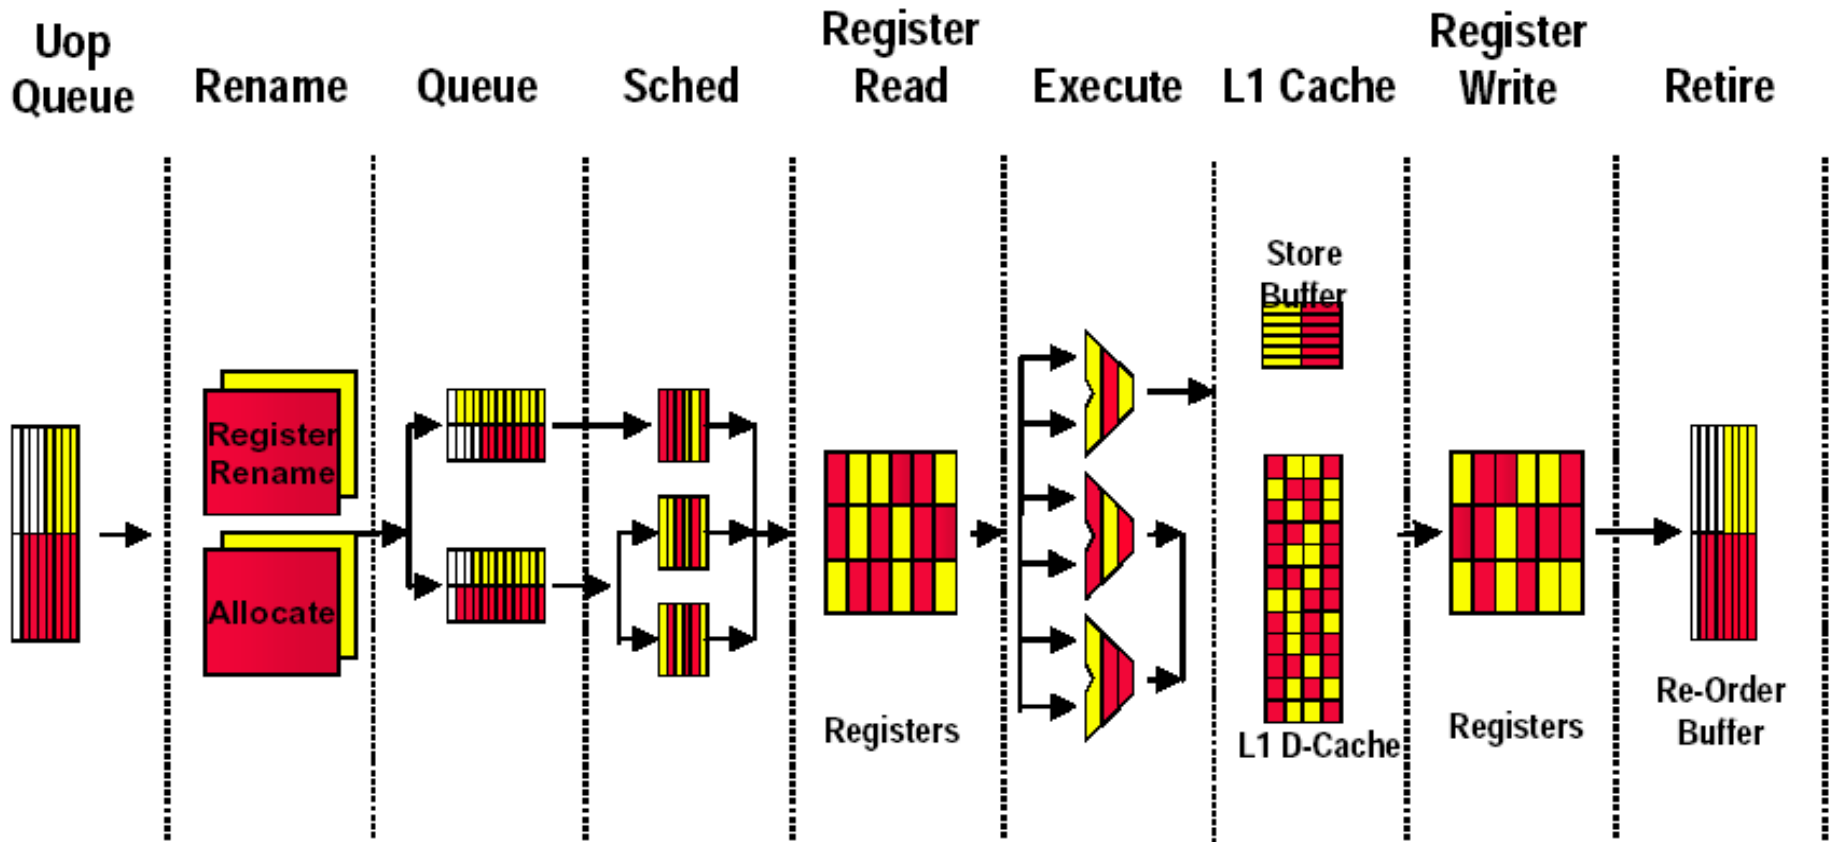 Uop
Queue
Rename
Queue
Sched
Register
Read
Execute
L1 Cache
Register
Write
Retire
Register
Rename
Allocate
Registers
Store
Buffer
L1 D-Cache
Registers
Re-Order
Buffer